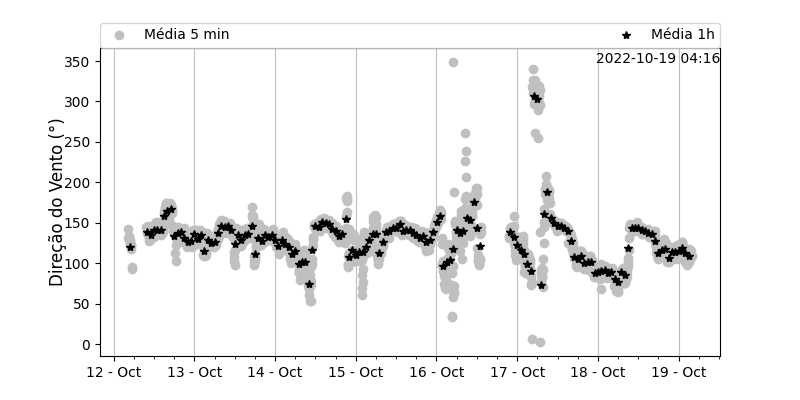 Média 5 min
Média 1h
2022-10-19 04:16
Direção do Vento (°)
350
300
250
200
150
100
50
0
12 - Oct
13 - Oct
14 - Oct
15 - Oct
16 - Oct
17 - Oct
18 - Oct
19 - Oct